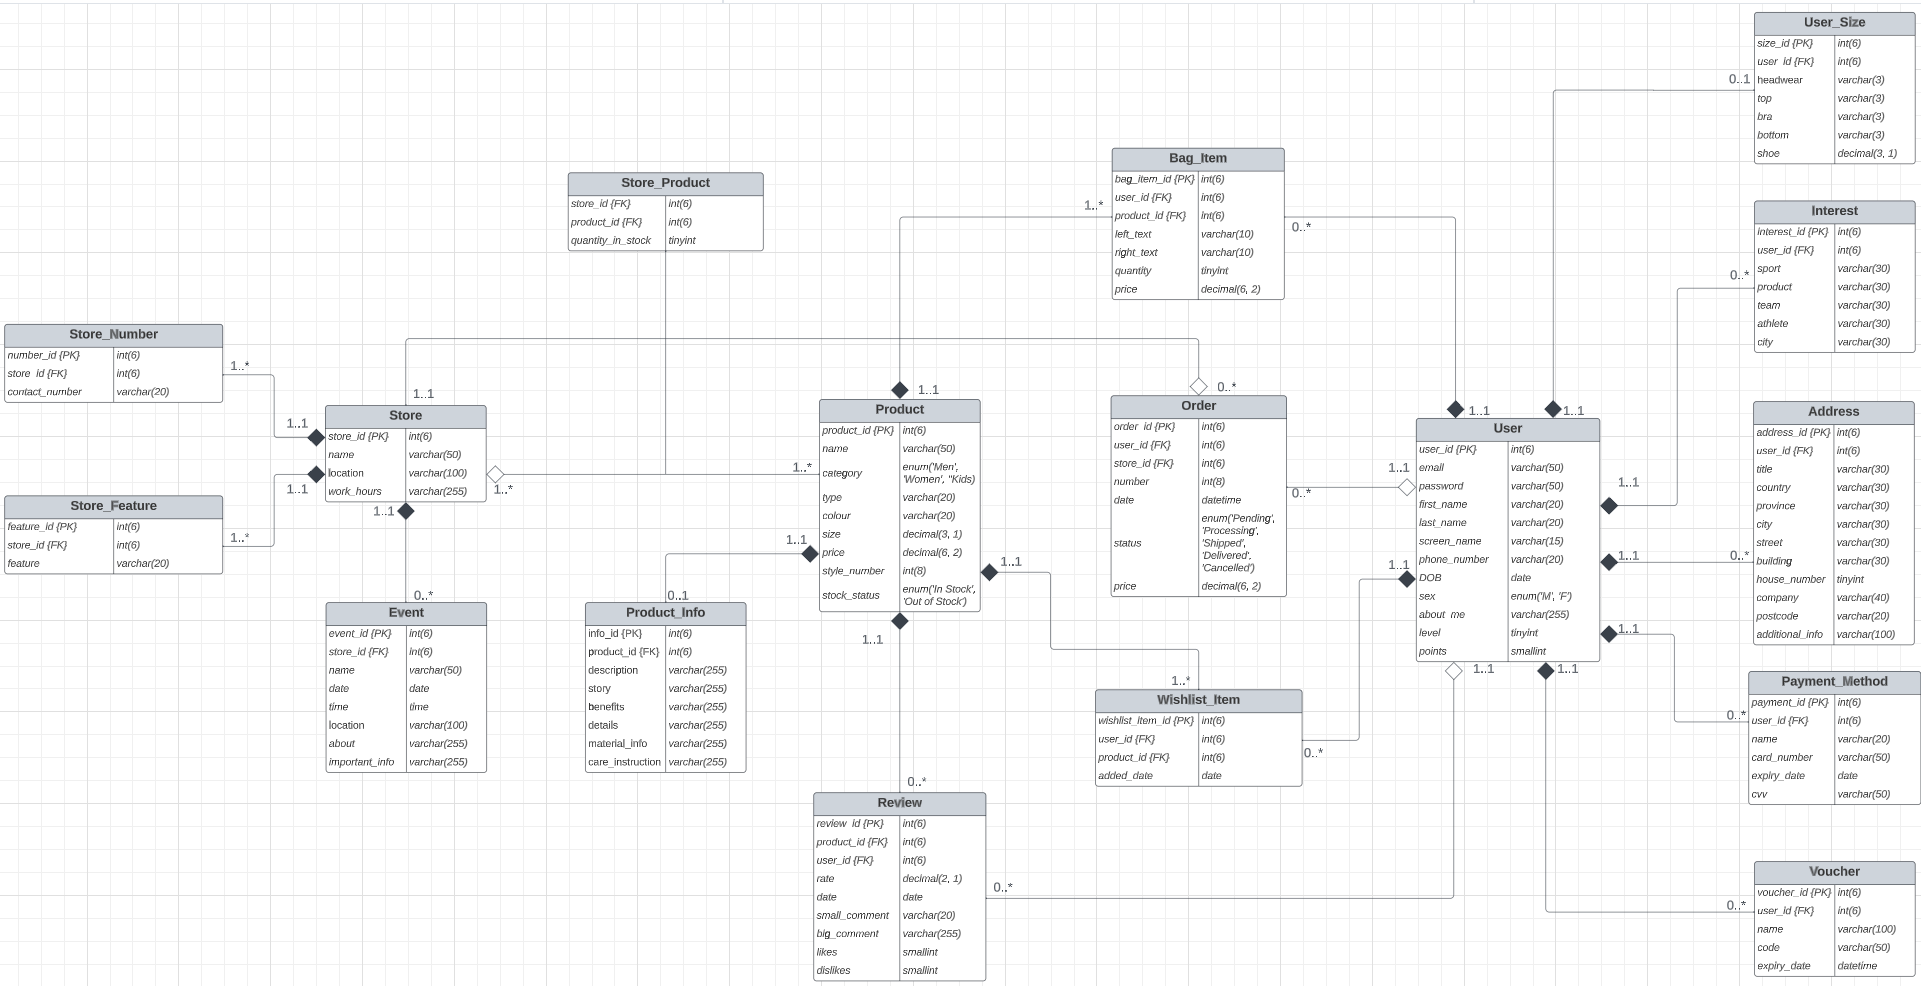 User_Size
size_id {PK} int(6)
user_id {FK} int(6)
headwear varchar(3)
top varchar(3)
bra varchar(3)
bottom varchar(3)
shoe decimal(3, 1)
0..1
Bag_Item
bag_item_id {PK} int(6)
user_id {FK} int(6)
product_id {FK} int(6)
left_text varchar(10)
right_text varchar(10)
quantity tinyint
price decimal(6, 2)
1..*
0..*
Store_Product
store_id {FK} int(6)
product_id {FK} int(6)
quantity_in_stock tinyint
Interest
interest_id {PK} int(6)
user_id {FK} int(6)
sport varchar(30)
product varchar(30)
team varchar(30)
athlete varchar(30)
city varchar(30)
0..*
Store_Number
number_id {PK} int(6)
store_id {FK} int(6)
contact_number varchar(20)
1..*
1..1
Store
store_id {PK} int(6)
name varchar(50)
location varchar(100)
work_hours varchar(255)
1..1
1..1
1..*
1..1
Store_Feature
feature_id {PK} int(6)
store_id {FK} int(6)
feature varchar(20)
1..*
Product
product_id {PK} int(6)
name varchar(50)
category enum('Men',
'Women', "Kids)
type varchar(20)
colour varchar(20)
size decimal(3, 1)
price decimal(6, 2)
style_number int(8)
stock_status enum('In Stock',
'Out of Stock')
1..1
1..*
1..1
1..1
1..1
Order
order_id {PK} int(6)
user_id {FK} int(6)
store_id {FK} int(6)
number int(8)
date datetime
status enum('Pending',
'Processing',
'Shipped',
'Delivered',
'Cancelled')
price decimal(6, 2)
0..*
0..*
User
user_id {PK} int(6)
email varchar(50)
password varchar(50)
first_name varchar(20)
last_name varchar(20)
screen_name varchar(15)
phone_number varchar(20)
DOB date
sex enum('M', 'F')
about_me varchar(255)
level tinyint
points smallint
1..1
1..1
1..1
1..1
1..1
1..1
1..1
1..1
1..1
Address
address_id {PK} int(6)
user_id {FK} int(6)
title varchar(30)
country varchar(30)
province varchar(30)
city varchar(30)
street varchar(30)
building varchar(30)
house_number tinyint
company varchar(40)
postcode varchar(20)
additional_info varchar(100)
0..*
Event
event_id {PK} int(6)
store_id {FK} int(6)
name varchar(50)
date date
time time
location varchar(100)
about varchar(255)
important_info varchar(255)
0..*
Product_Info
info_id {PK} int(6)
product_id {FK} int(6)
description varchar(255)
story varchar(255)
benefits varchar(255)
details varchar(255)
material_info varchar(255)
care_instruction varchar(255)
0..1
Wishlist_Item
wishlist_item_id {PK} int(6)
user_id {FK} int(6)
product_id {FK} int(6)
added_date date
1..*
0..*
Payment_Method
payment_id {PK} int(6)
user_id {FK} int(6)
name varchar(20)
card_number varchar(50)
expiry_date date
cvv varchar(50)
0..*
Review
review_id {PK} int(6)
product_id {FK} int(6)
user_id {FK} int(6)
rate decimal(2, 1)
date date
small_comment varchar(20)
big_comment varchar(255)
likes smallint
dislikes smallint
0..*
0..*
Voucher
voucher_id {PK} int(6)
user_id {FK} int(6)
name varchar(100)
code varchar(50)
expiry_date datetime
0..*